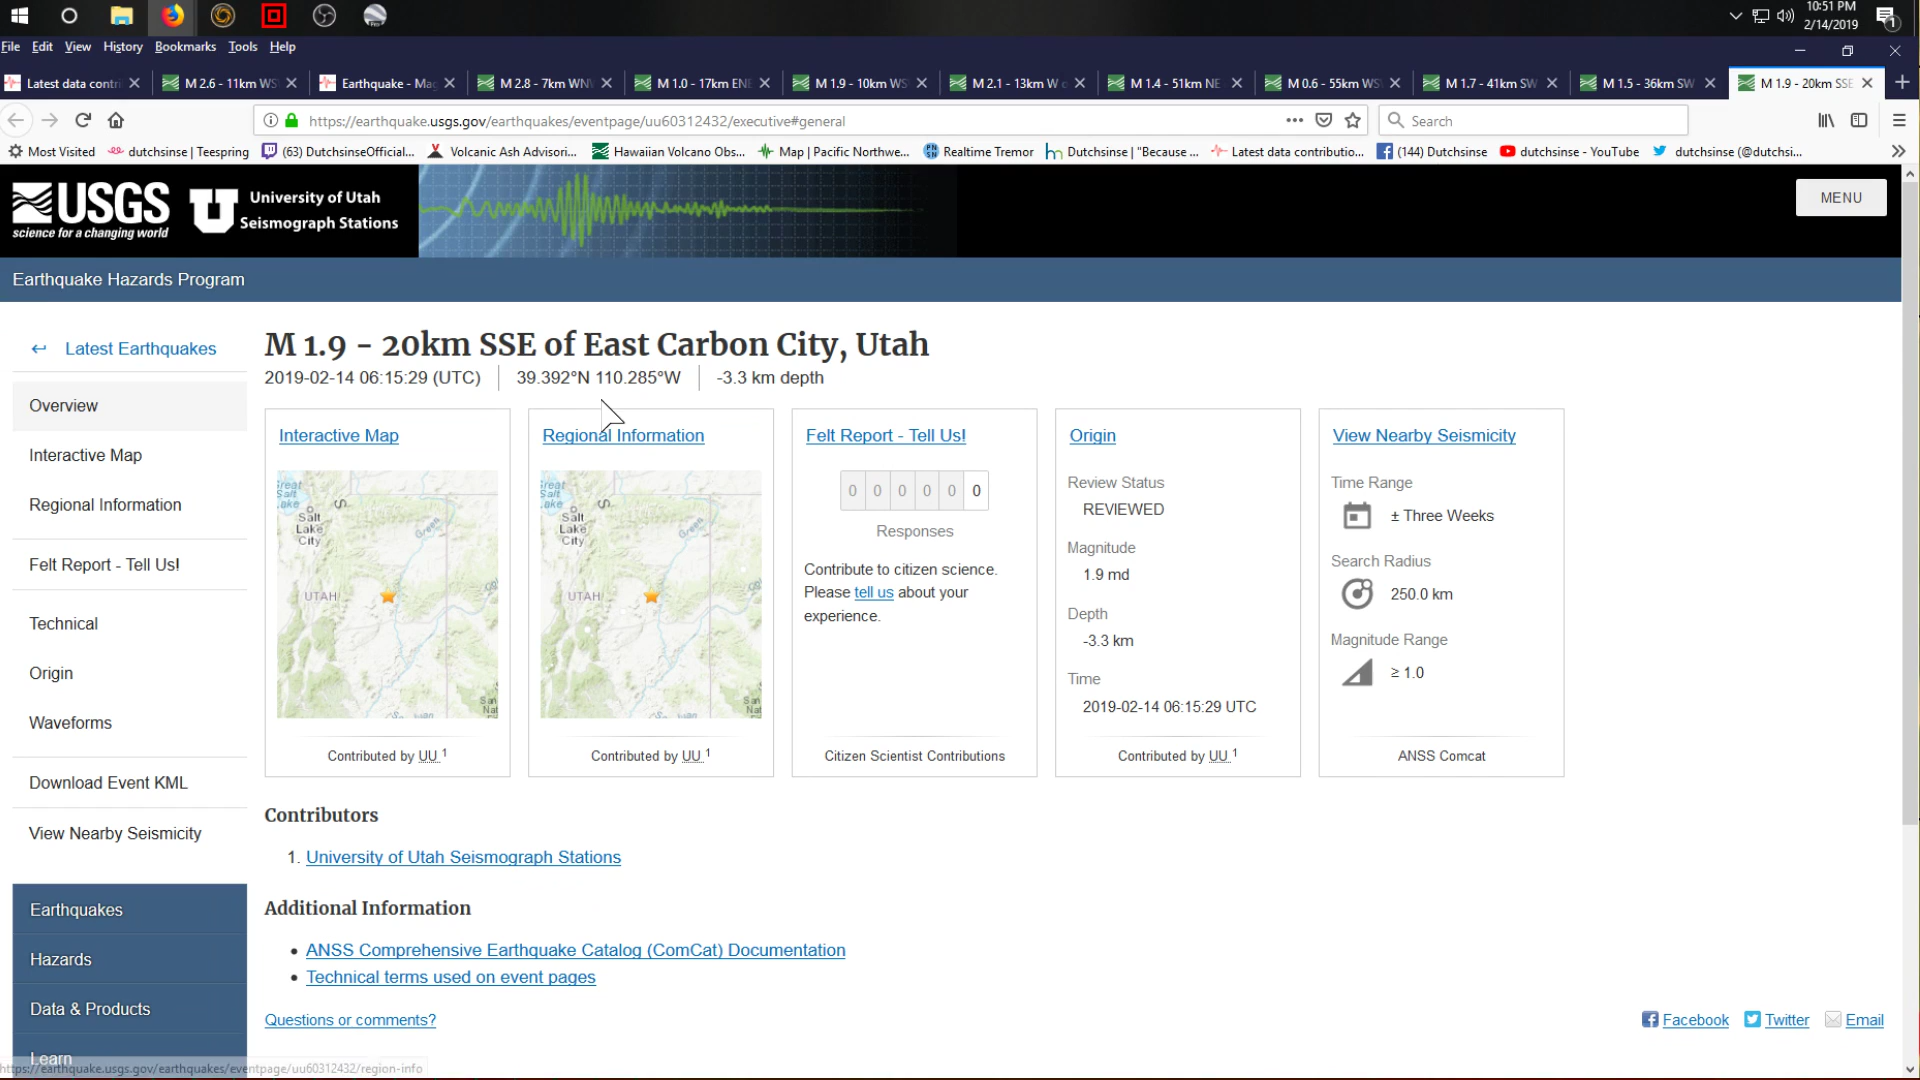 10:51 PM
2/14/2019
1
File Edit View History Bookmarks Tools Help
Latest data contri
M 2.6 - 11km WS
Earthquake - Mag
M 2.8 - 7km WN
M 1.0 - 17km ENE
M 1.9 - 10km WS
M 2.1 - 13km W o
M 1.4 - 51km NE
M 0.6 - 55km WS
M 1.7 - 41km SW
M 1.5 - 36km SW
M 1.9 - 20km SSE
https://earthquake.usgs.gov/earthquakes/eventpage/uu60312432/executive#general
Search
Most Visited
dutchsinse | Teespring
(63) DutchsinseOfficial...
Volcanic Ash Advisori...
Hawaiian Volcano Obs...
Map | Pacific Northwe...
Realtime Tremor
Dutchsinse | "Because ...
Latest data contributio...
(144) Dutchsinse
dutchsinse - YouTube
dutchsinse (@dutchsi...
USGS
science for a changing world
U
University of Utah
Seismograph Stations
MENU
Earthquake Hazards Program
Latest Earthquakes
Overview
Interactive Map
Regional Information
Felt Report - Tell Us!
Technical
Origin
Waveforms
Download Event KML
View Nearby Seismicity
Earthquakes
Hazards
Data & Products
Learn
M 1.9 - 20km SSE of East Carbon City, Utah
2019-02-14 06:15:29 (UTC) 39.392°N 110.285°W -3.3 km depth
Interactive Map
Great
Salt
Lake
Salt
Lake
City
Green
UTAH
San
Contributed by UU 1
Regional Information
Salt
Lake
City
Green
UTAH
San
Contributed by UU 1
Felt Report - Tell Us!
0 0 0 0 0 0
Responses
Contribute to citizen science.
Please tell us about your
experience.
Citizen Scientist Contributions
Origin
Review Status
REVIEWED
Magnitude
1.9 md
Depth
-3.3 km
Time
2019-02-14 06:15:29 UTC
Contributed by UU 1
View Nearby Seismicity
Time Range
± Three Weeks
Search Radius
250.0 km
Magnitude Range
≥ 1.0
ANSS Comcat
Contributors
1. University of Utah Seismograph Stations
Additional Information
• ANSS Comprehensive Earthquake Catalog (ComCat) Documentation
• Technical terms used on event pages
Questions or comments?
Facebook Twitter Email
https://earthquake.usgs.gov/earthquakes/eventpage/uu60312432/region-info